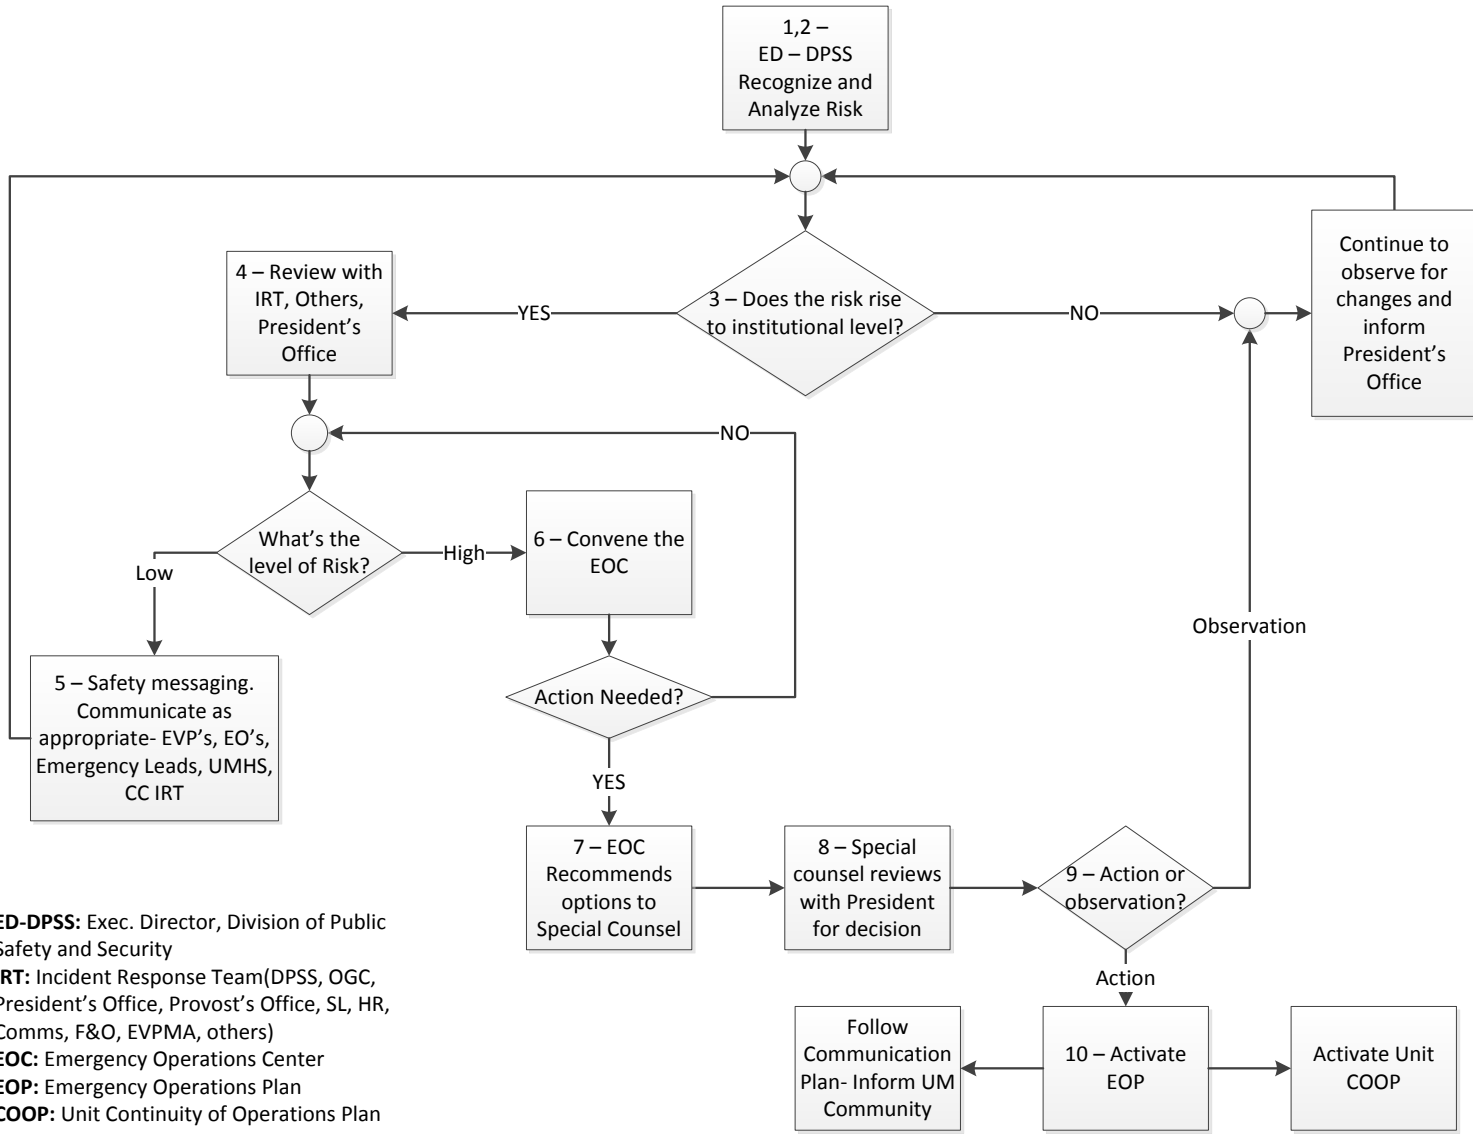 1,2 –
ED – DPSS
Recognize and
Analyze Risk
3 – Does the risk rise
to institutional level?
YES
NO
4 – Review with
IRT, Others,
President’s
Office
Continue to
observe for
changes and
inform
President’s
Office
NO
What’s the
level of Risk?
Low
High
6 – Convene the
EOC
5 – Safety messaging.
Communicate as
appropriate- EVP’s, EO’s,
Emergency Leads, UMHS,
CC IRT
Action Needed?
YES
Observation
7 – EOC
Recommends
options to
Special Counsel
8 – Special
counsel reviews
with President
for decision
9 – Action or
observation?
Action
Follow
Communication
Plan- Inform UM
Community
10 – Activate
EOP
Activate Unit
COOP
ED-DPSS: Exec. Director, Division of Public
Safety and Security
IRT: Incident Response Team(DPSS, OGC,
President’s Office, Provost’s Office, SL, HR,
Comms, F&O, EVPMA, others)
EOC: Emergency Operations Center
EOP: Emergency Operations Plan
COOP: Unit Continuity of Operations Plan